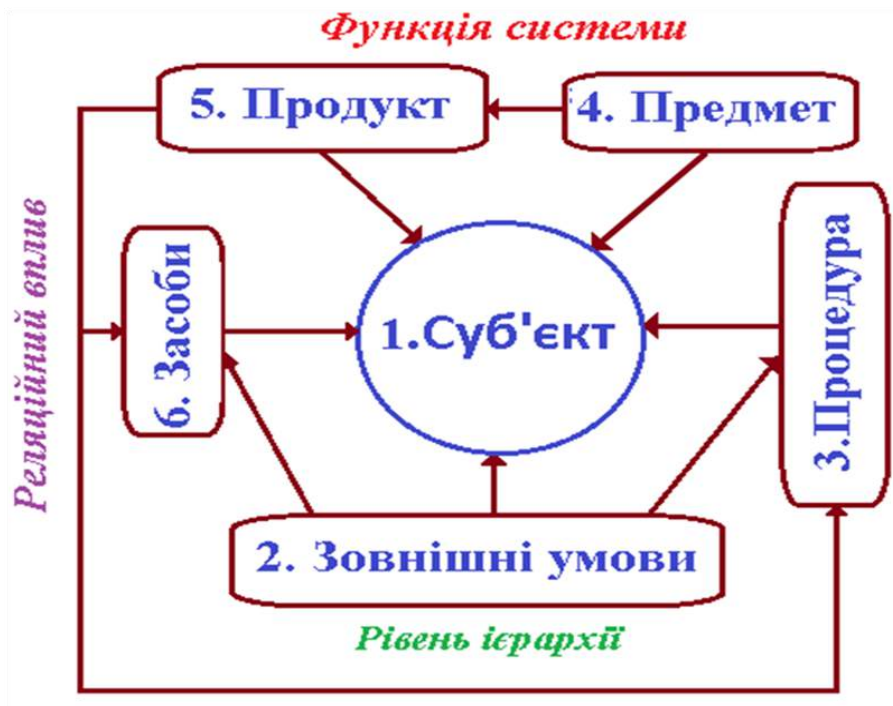 Функція системи
5. Продукт
4. Предмет
Реляційний вплив
6. Засоби
1.Суб'єкт
3.Процедура
2. Зовнішні умови
Рівень ієрархії